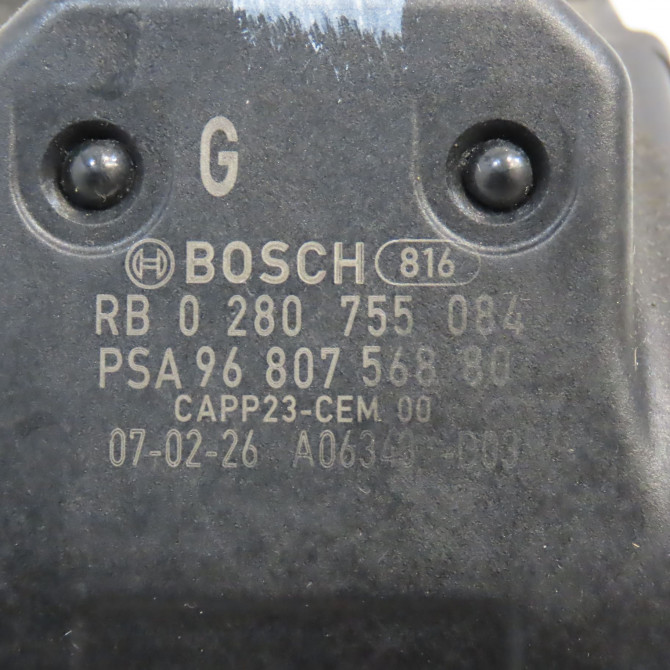 G
BOSCH 816
RB 0 280 755 084
PSA 96 807 568 80
CAPP23-CEM 00
07-02-26